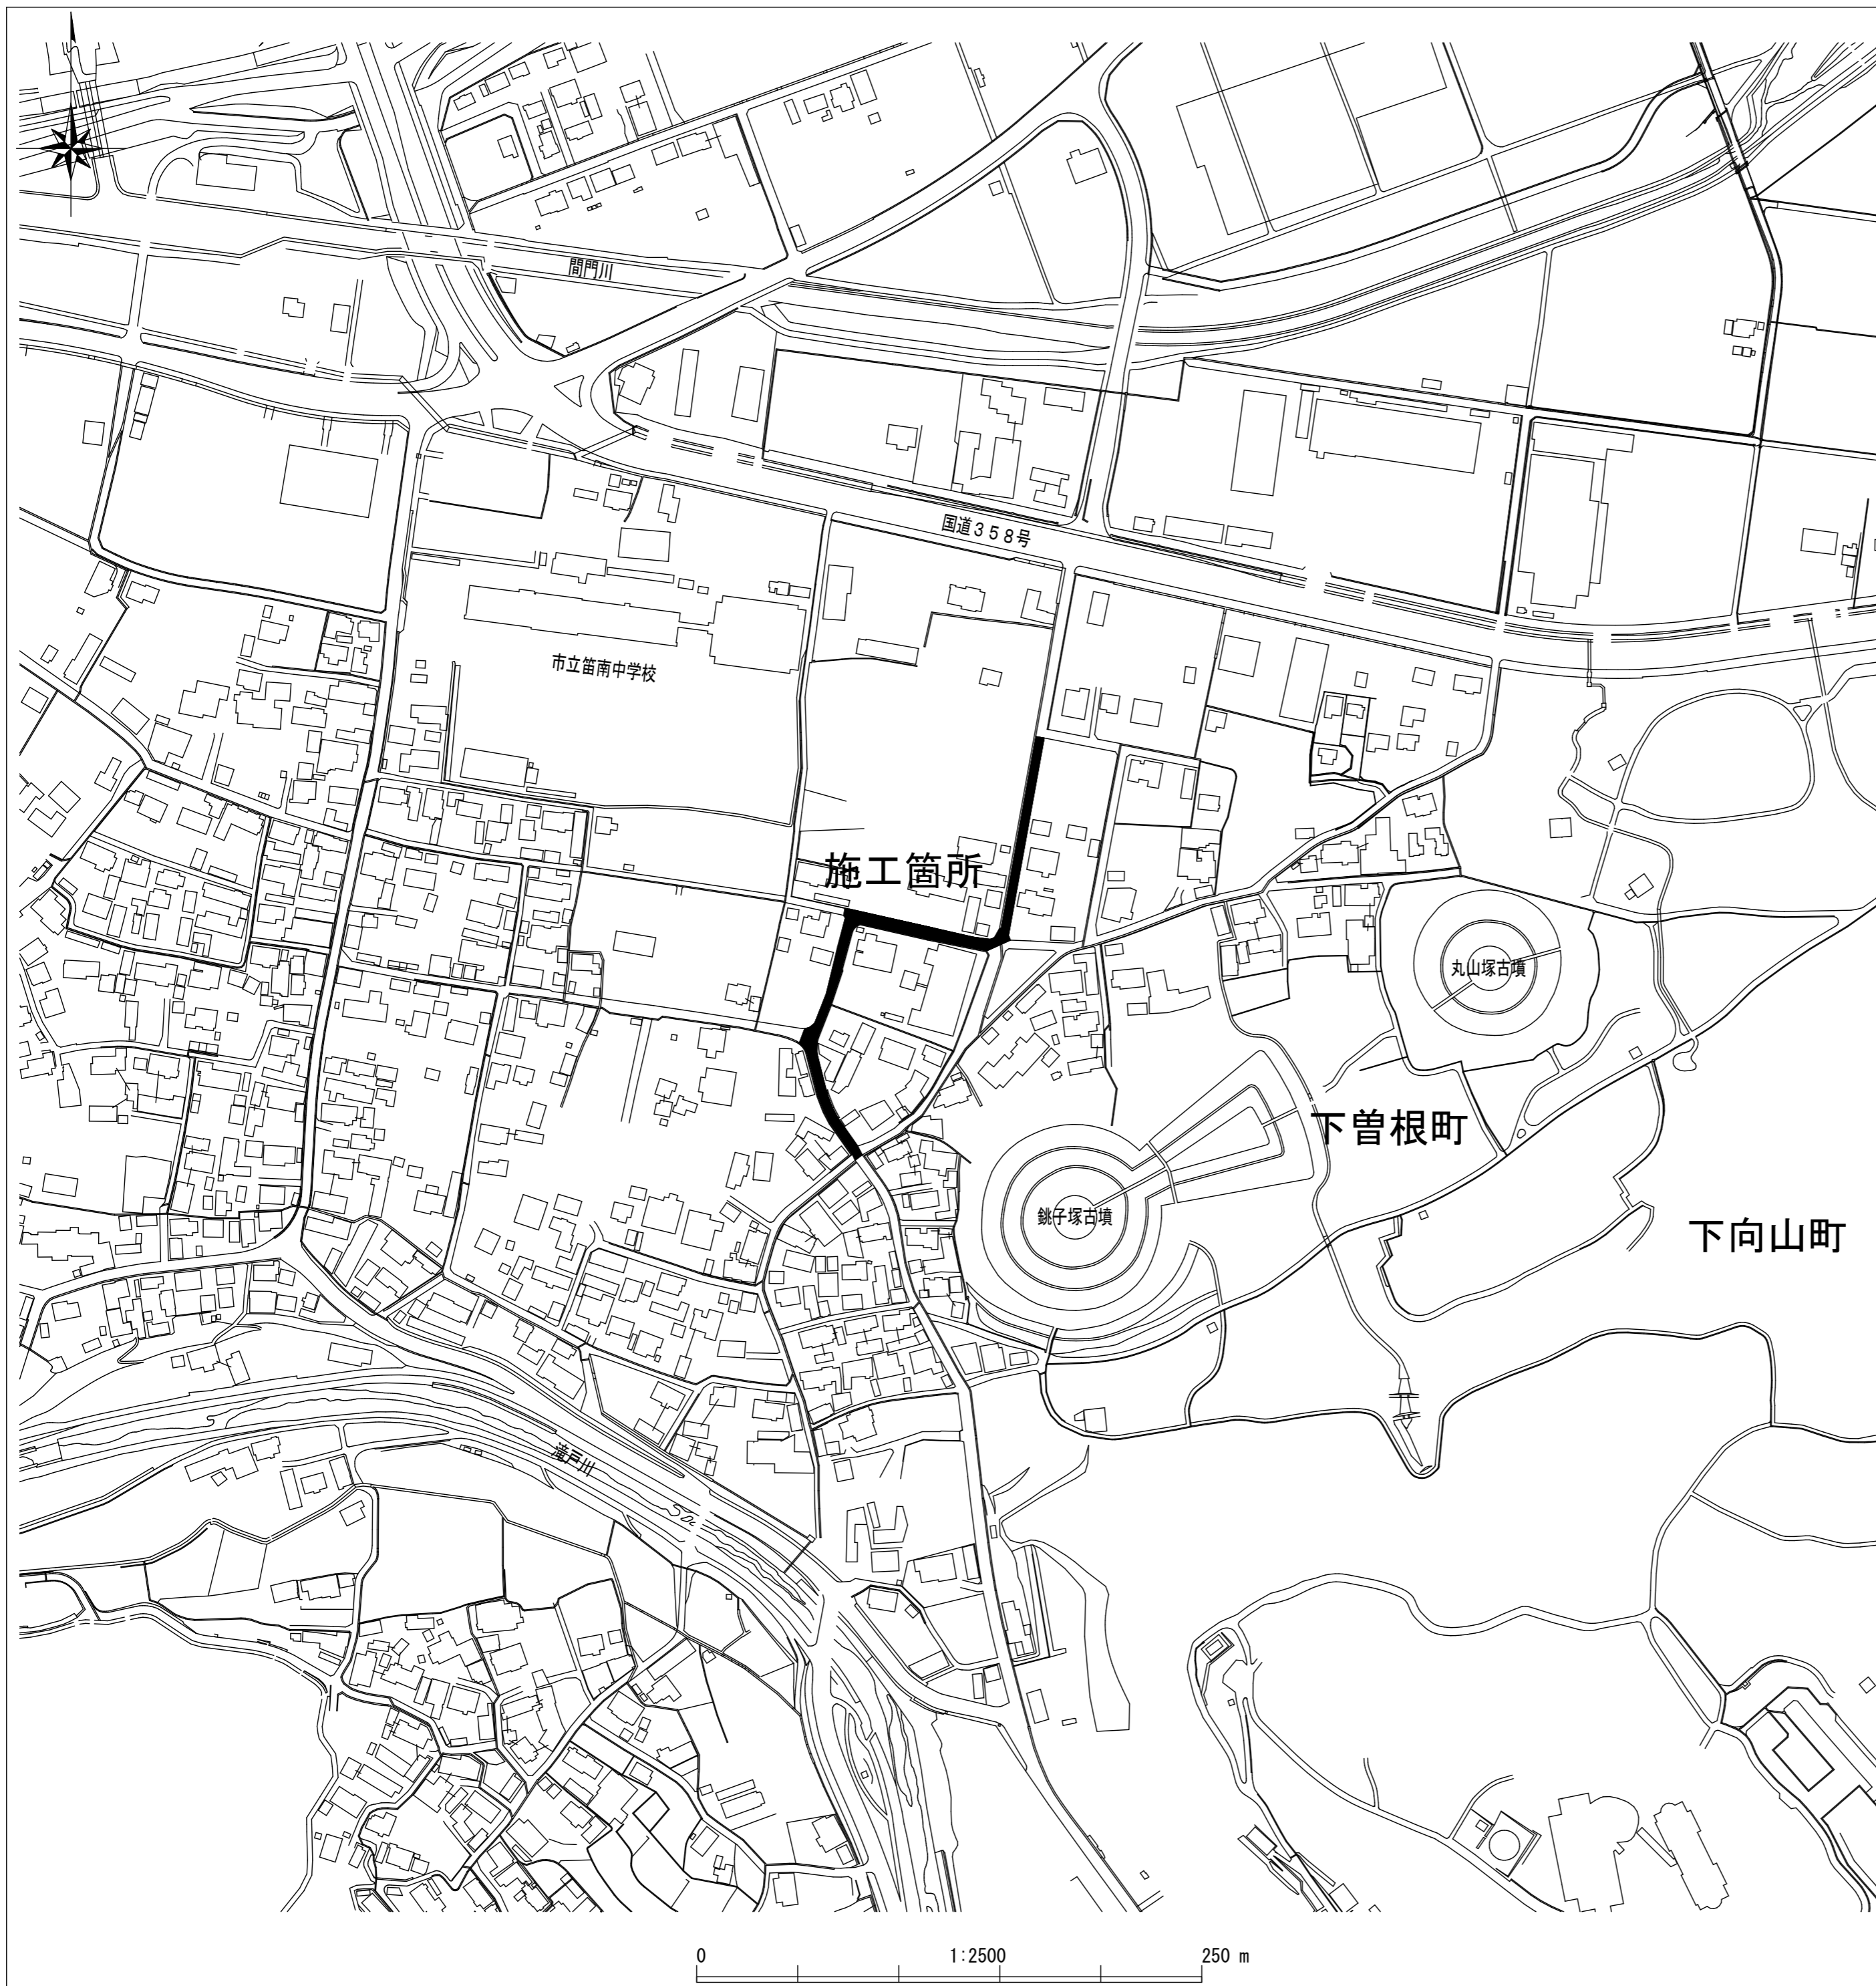 間門川
国道358号
市立笛南中学校
施工箇所
丸山塚古墳
下曽根町
銚子塚古墳
下向山町
滝戸川
0 1:2500 250 m